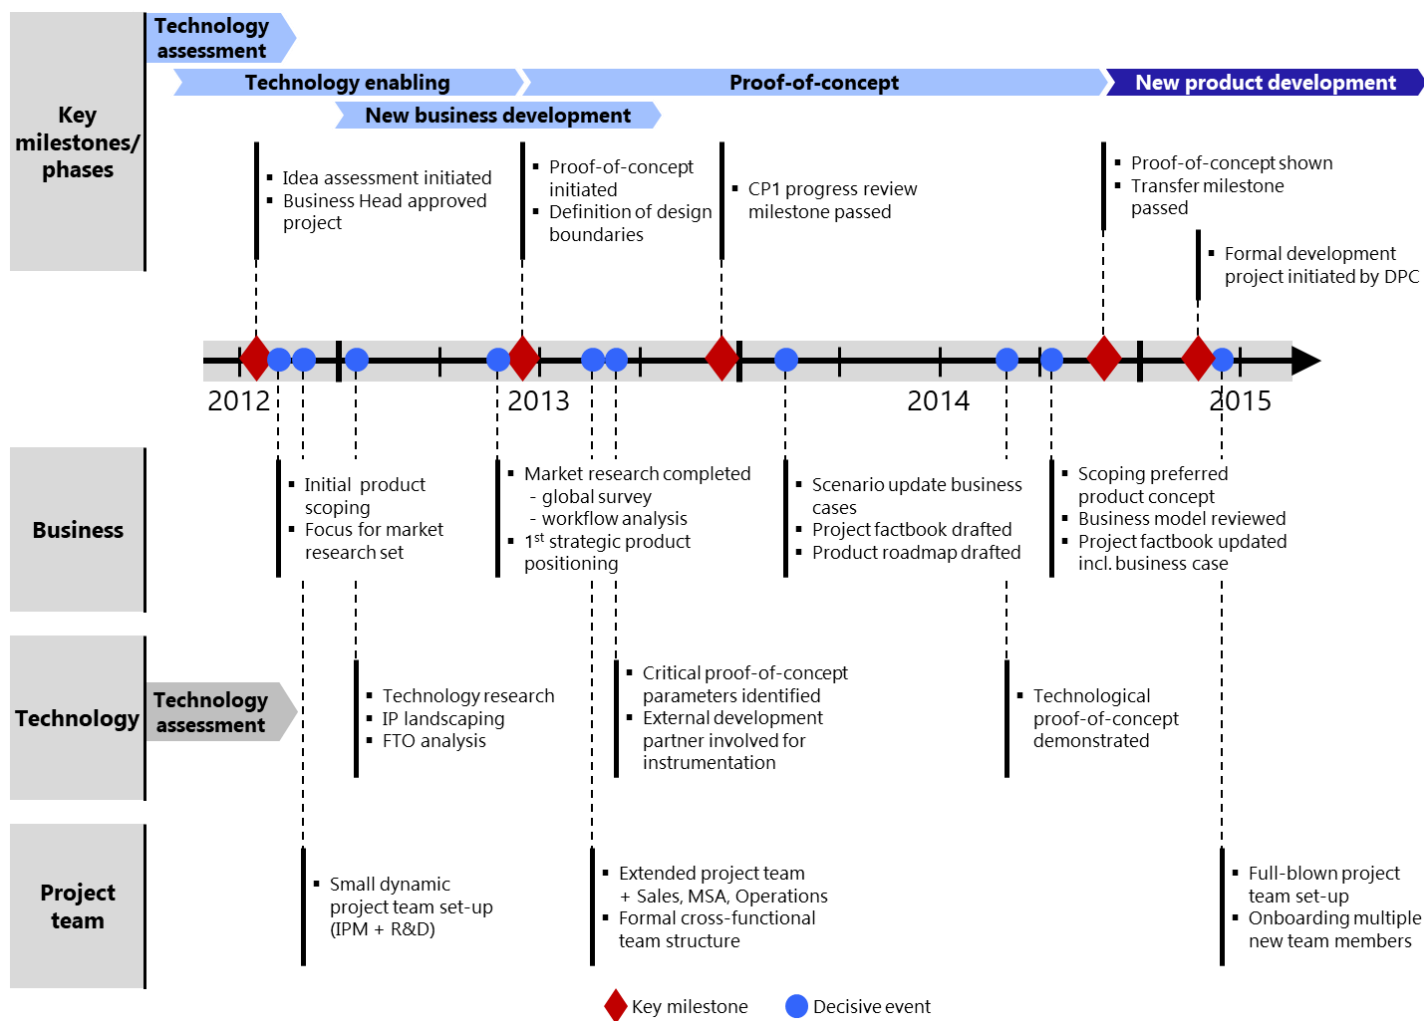 Technology
assessment
Technology enabling
Proof-of-concept
New product development
New business development
Key
milestones/
phases
▪ Idea assessment initiated
▪ Business Head approved
project
▪ Proof-of-concept
initiated
▪ Definition of design
boundaries
▪ CP1 progress review
milestone passed
▪ Proof-of-concept shown
▪ Transfer milestone
passed
▪ Formal development
project initiated by DPC
2012
2013
2014
2015
Business
▪ Initial product
scoping
▪ Focus for market
research set
▪ Market research completed
- global survey
- workflow analysis
▪ 1st strategic product
positioning
▪ Scenario update business
cases
▪ Project factbook drafted
▪ Product roadmap drafted
▪ Scoping preferred
product concept
▪ Business model reviewed
▪ Project factbook updated
incl. business case
Technology
Technology
assessment
▪ Technology research
▪ IP landscaping
▪ FTO analysis
▪ Critical proof-of-concept
parameters identified
▪ External development
partner involved for
instrumentation
▪ Technological
proof-of-concept
demonstrated
Project
team
▪ Small dynamic
project team set-up
(IPM + R&D)
▪ Extended project team
+ Sales, MSA, Operations
▪ Formal cross-functional
team structure
▪ Full-blown project
team set-up
▪ Onboarding multiple
new team members
Key milestone
Decisive event